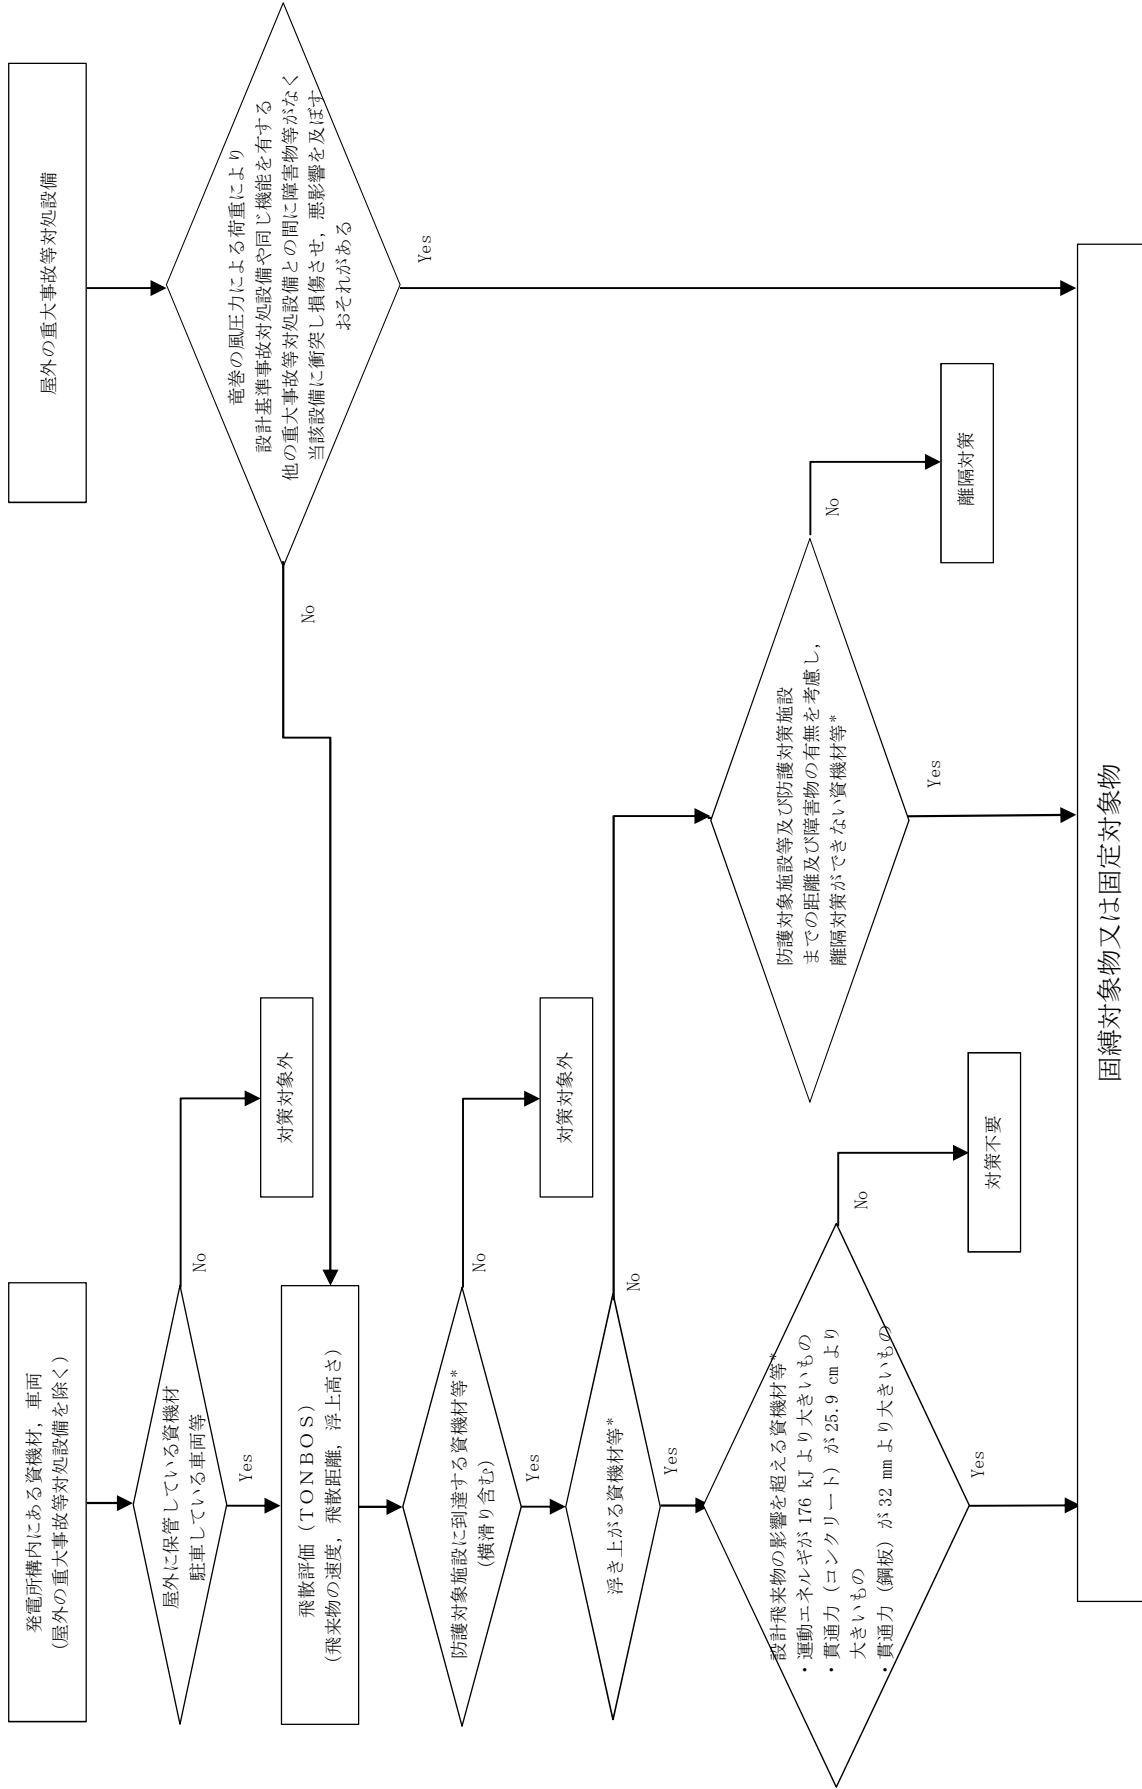 発電所構内にある資機材，車両
(屋外の重大事故等対処設備を除く)
屋外に保管している資機材
駐車している車両等
No
対策対象外
Yes
飛散評価（ＴＯＮＢＯＳ）
(飛来物の速度，飛散距離，浮上高さ)
防護対象施設に到達する資機材等*
(横滑り含む)
No
対策対象外
Yes
浮き上がる資機材等*
No
Yes
設計飛来物の影響を超える資機材等*
・運動エネルギが 176 kJ より大きいもの
・貫通力（コンクリート）が 25.9 cm より
大きいもの
・貫通力（鋼板）が 32 mm より大きいもの
No
対策不要
Yes
屋外の重大事故等対処設備
竜巻の風圧力による荷重により
設計基準事故対処設備や同じ機能を有する
他の重大事故等対処設備との間に障害物等がなく
当該設備に衝突し損傷させ，悪影響を及ぼす
おそれがある
No
Yes
防護対象施設等及び防護対策施設
までの距離及び障害物の有無を考慮し，
離隔対策ができない資機材等*
No
離隔対策
Yes
固縛対象物又は固定対象物